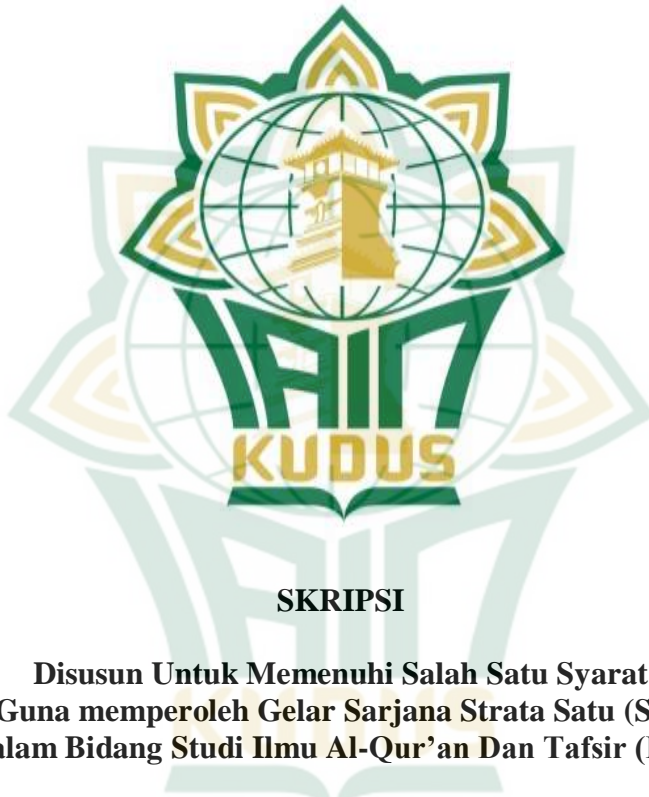 IAIN
KUDUS
SKRIPSI
Disusun Untuk Memenuhi Salah Satu Syarat
Guna memperoleh Gelar Sarjana Strata Satu (S
alam Bidang Studi Ilmu Al-Qur’an Dan Tafsir (